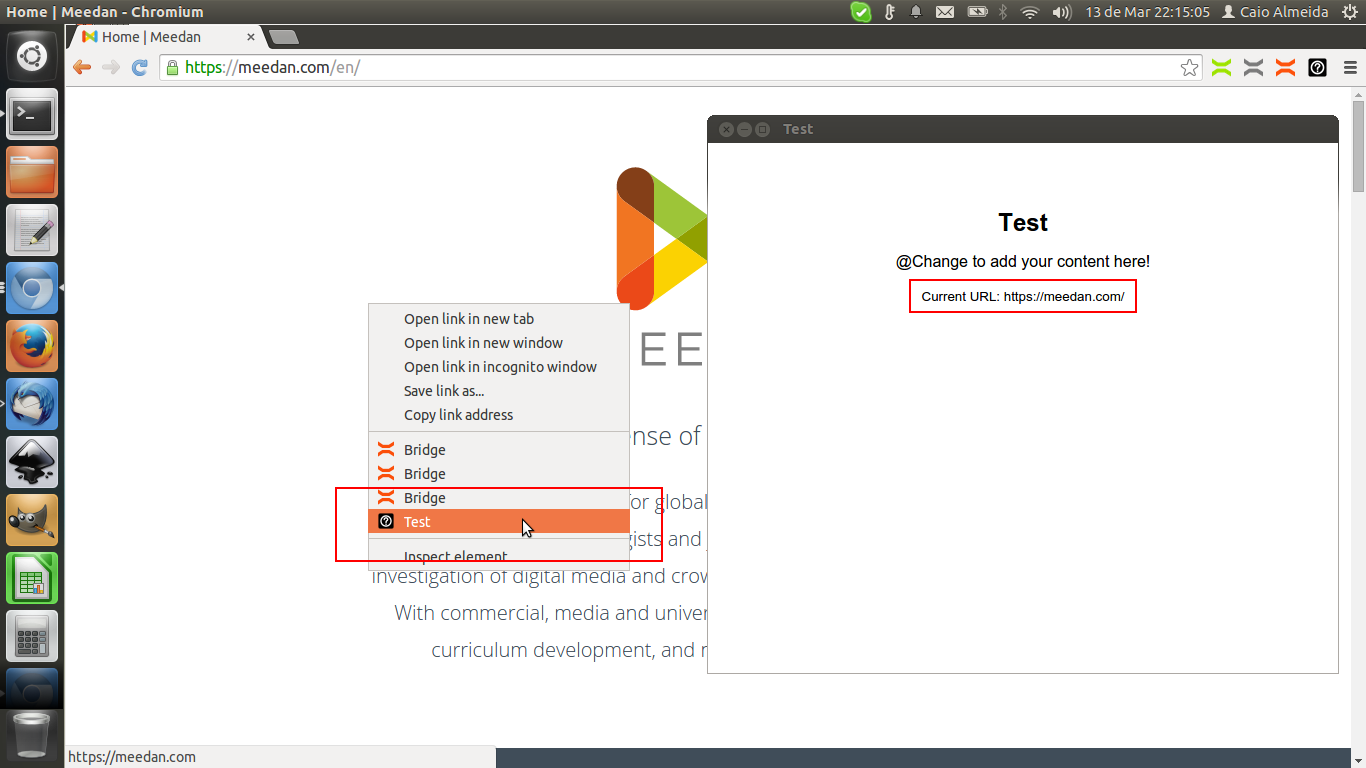 Home | Meedan - Chromium
13 de Mar 22:15:05
Caio Almeida
Home | Meedan
https://meedan.com/en/
Test
Test
@Change to add your content here!
Current URL: https://meedan.com/
EE
Open link in new tab
Open link in new window
Open link in incognito window
Save link as...
Copy link address
Bridge
Bridge
Bridge
Test
Inspect element
nse of
for global
gists and
investigation of digital media and crow
With commercial, media and univer
curriculum development, and r
https://meedan.com